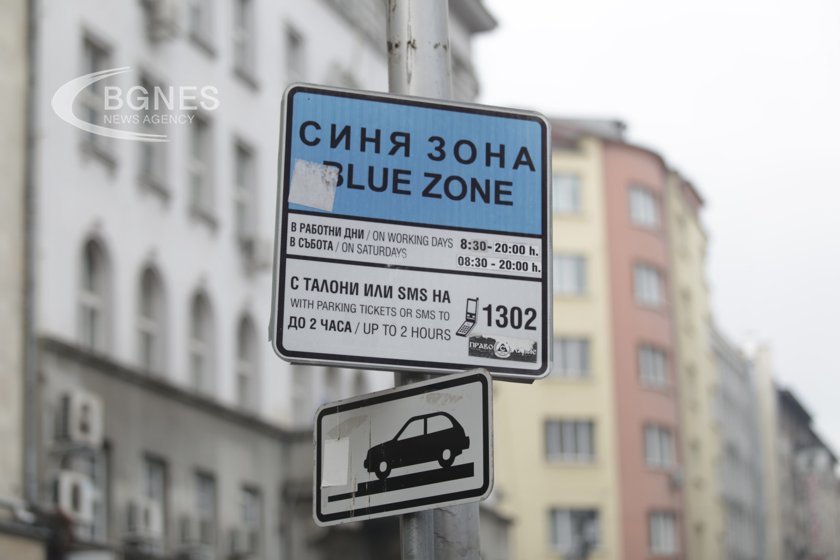 BGNES
NEWS AGENCY
СИНЯ ЗОНА
BLUE ZONE
В РАБОТНИ ДНИ / ON WORKING DAYS 8:30- 20:00 h.
В СЪБОТА / ON SATURDAYS 08:30 - 20:00 h.
С ТАЛОНИ ИЛИ SMS НА
WITH PARKING TICKETS OR SMS TO 1302
ДО 2 ЧАСА / UP TO 2 HOURS
ПРАВО